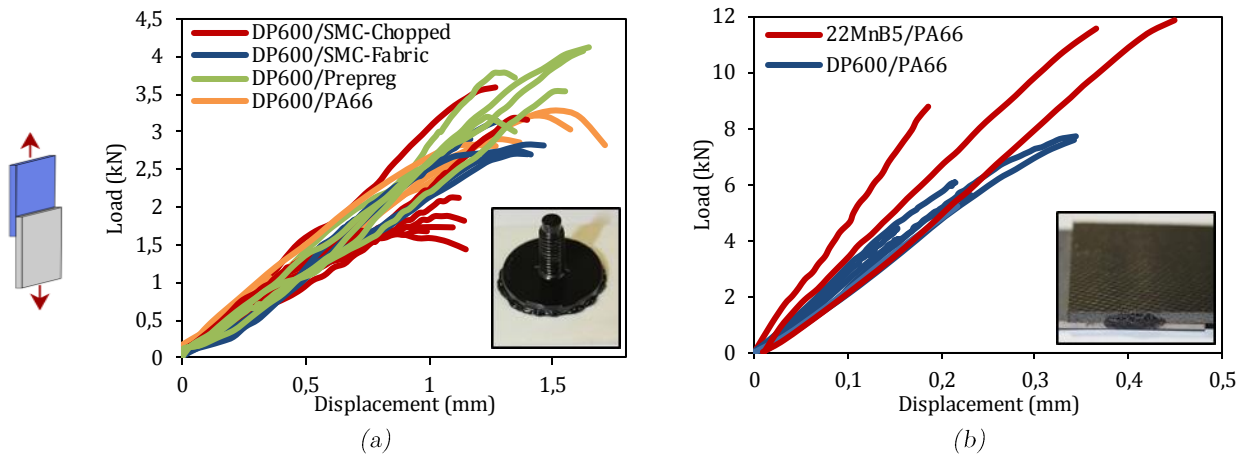 DP600/SMC-Chopped
DP600/SMC-Fabric
DP600/Prepreg
DP600/PA66
4,5
4
3,5
3
2,5
2
1,5
1
0,5
0
Load (kN)
0
0,5
1
1,5
Displacement (mm)
(a)
22MnB5/PA66
DP600/PA66
12
10
8
6
4
2
0
Load (kN)
0
0,1
0,2
0,3
0,4
0,5
Displacement (mm)
(b)